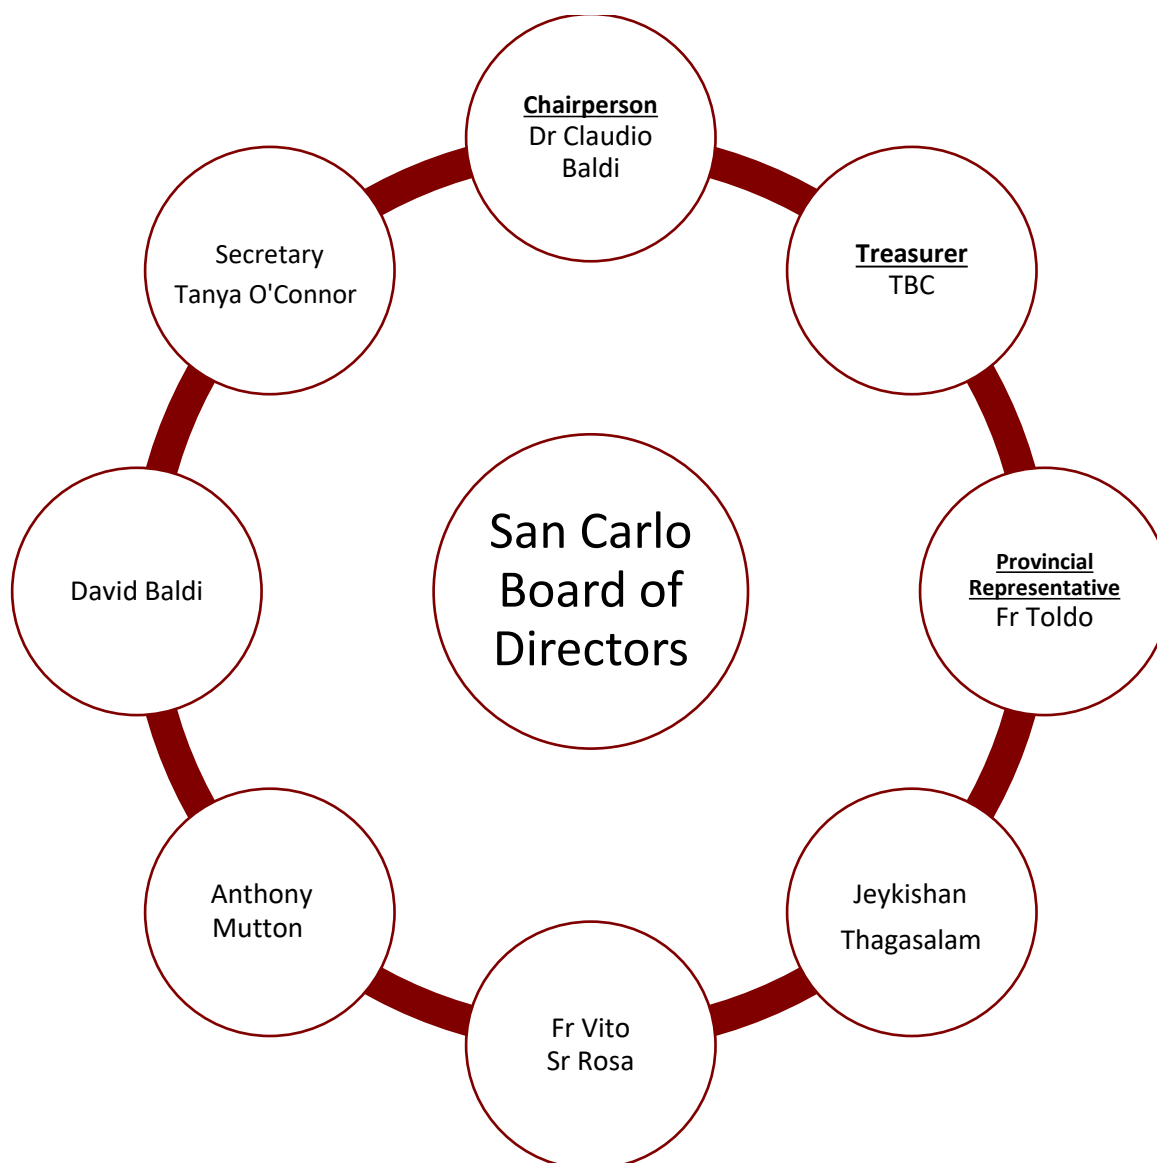 Chairperson
Dr Claudio
Baldi
Treasurer
TBC
Provincial
Representative
Fr Toldo
Jeykishan
Thagasalam
Fr Vito
Sr Rosa
Anthony
Mutton
David Baldi
Secretary
Tanya O'Connor
San Carlo
Board of
Directors